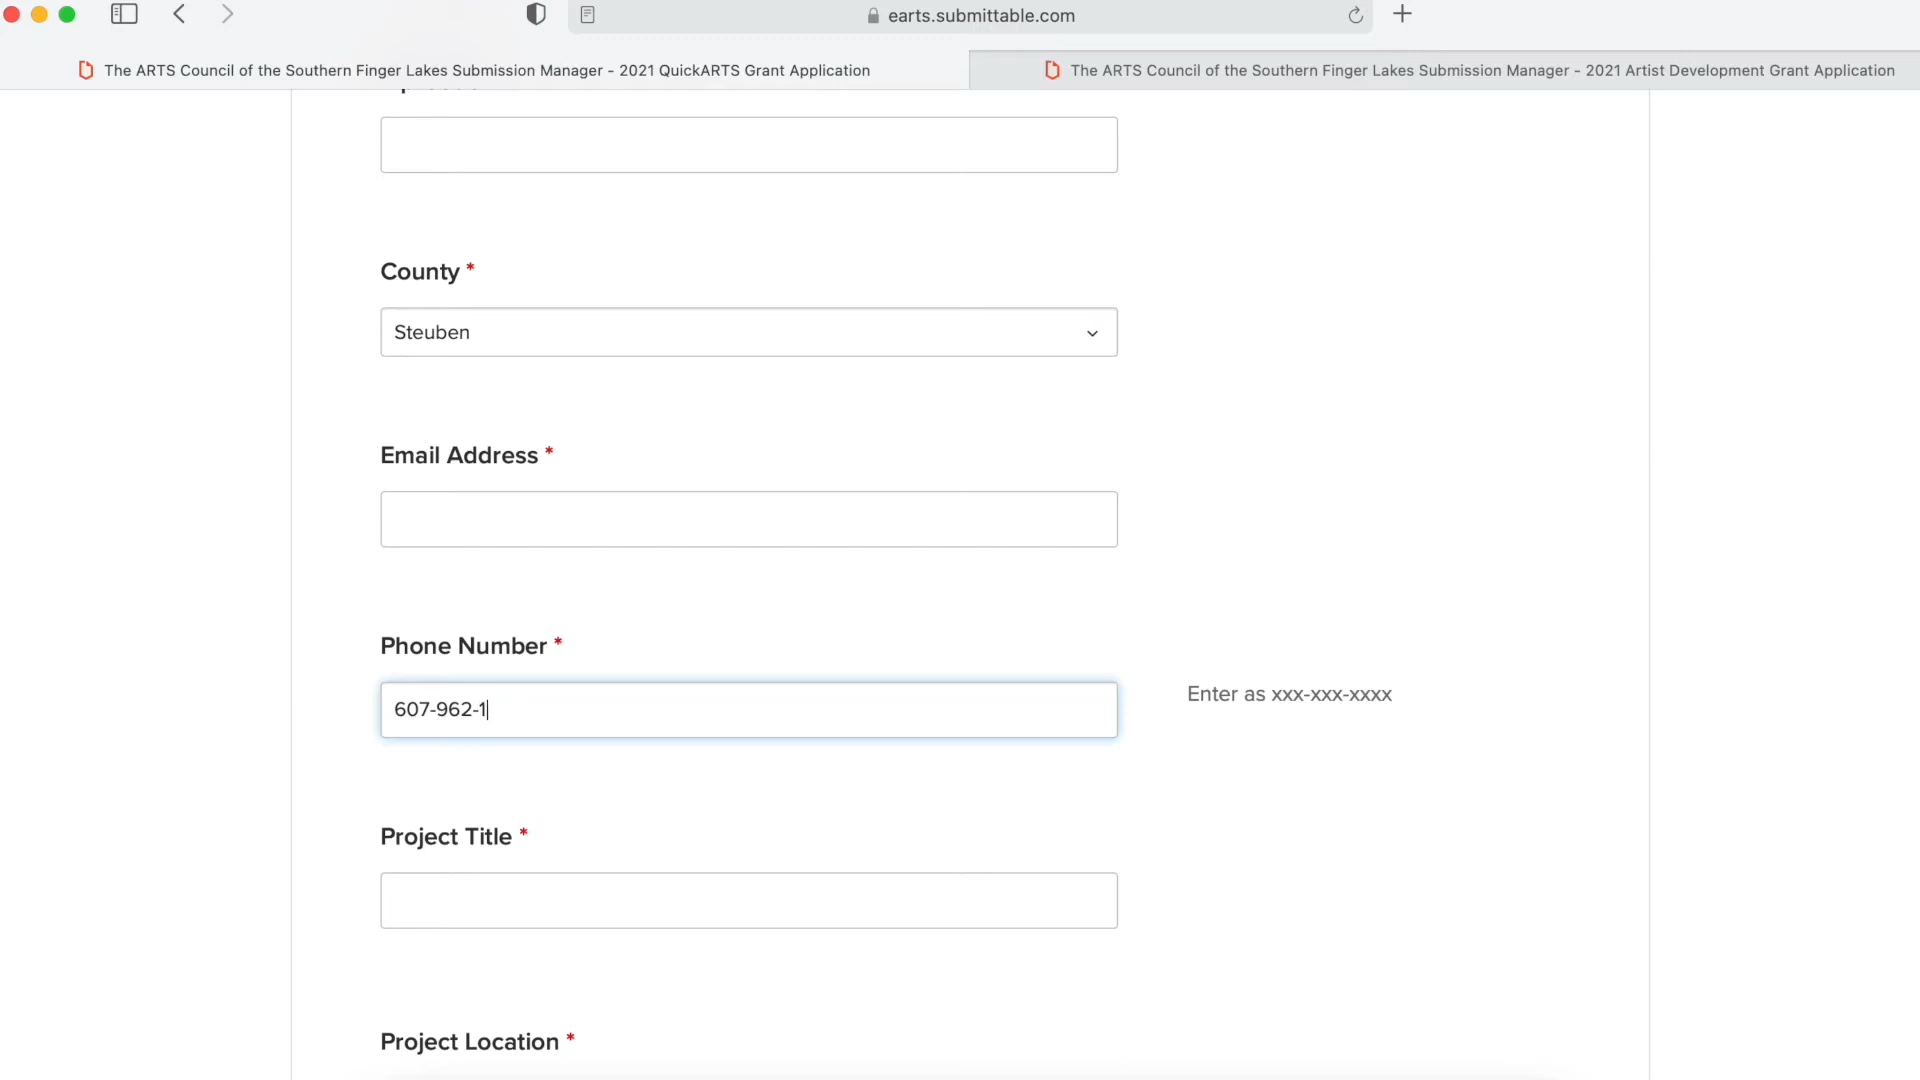 earts.submittable.com
The ARTS Council of the Southern Finger Lakes Submission Manager - 2021 QuickARTS Grant Application
The ARTS Council of the Southern Finger Lakes Submission Manager - 2021 Artist Development Grant Application
County *
Steuben
Email Address *
Phone Number *
607-962-1
Enter as xxx-xxx-xxxx
Project Title *
Project Location *